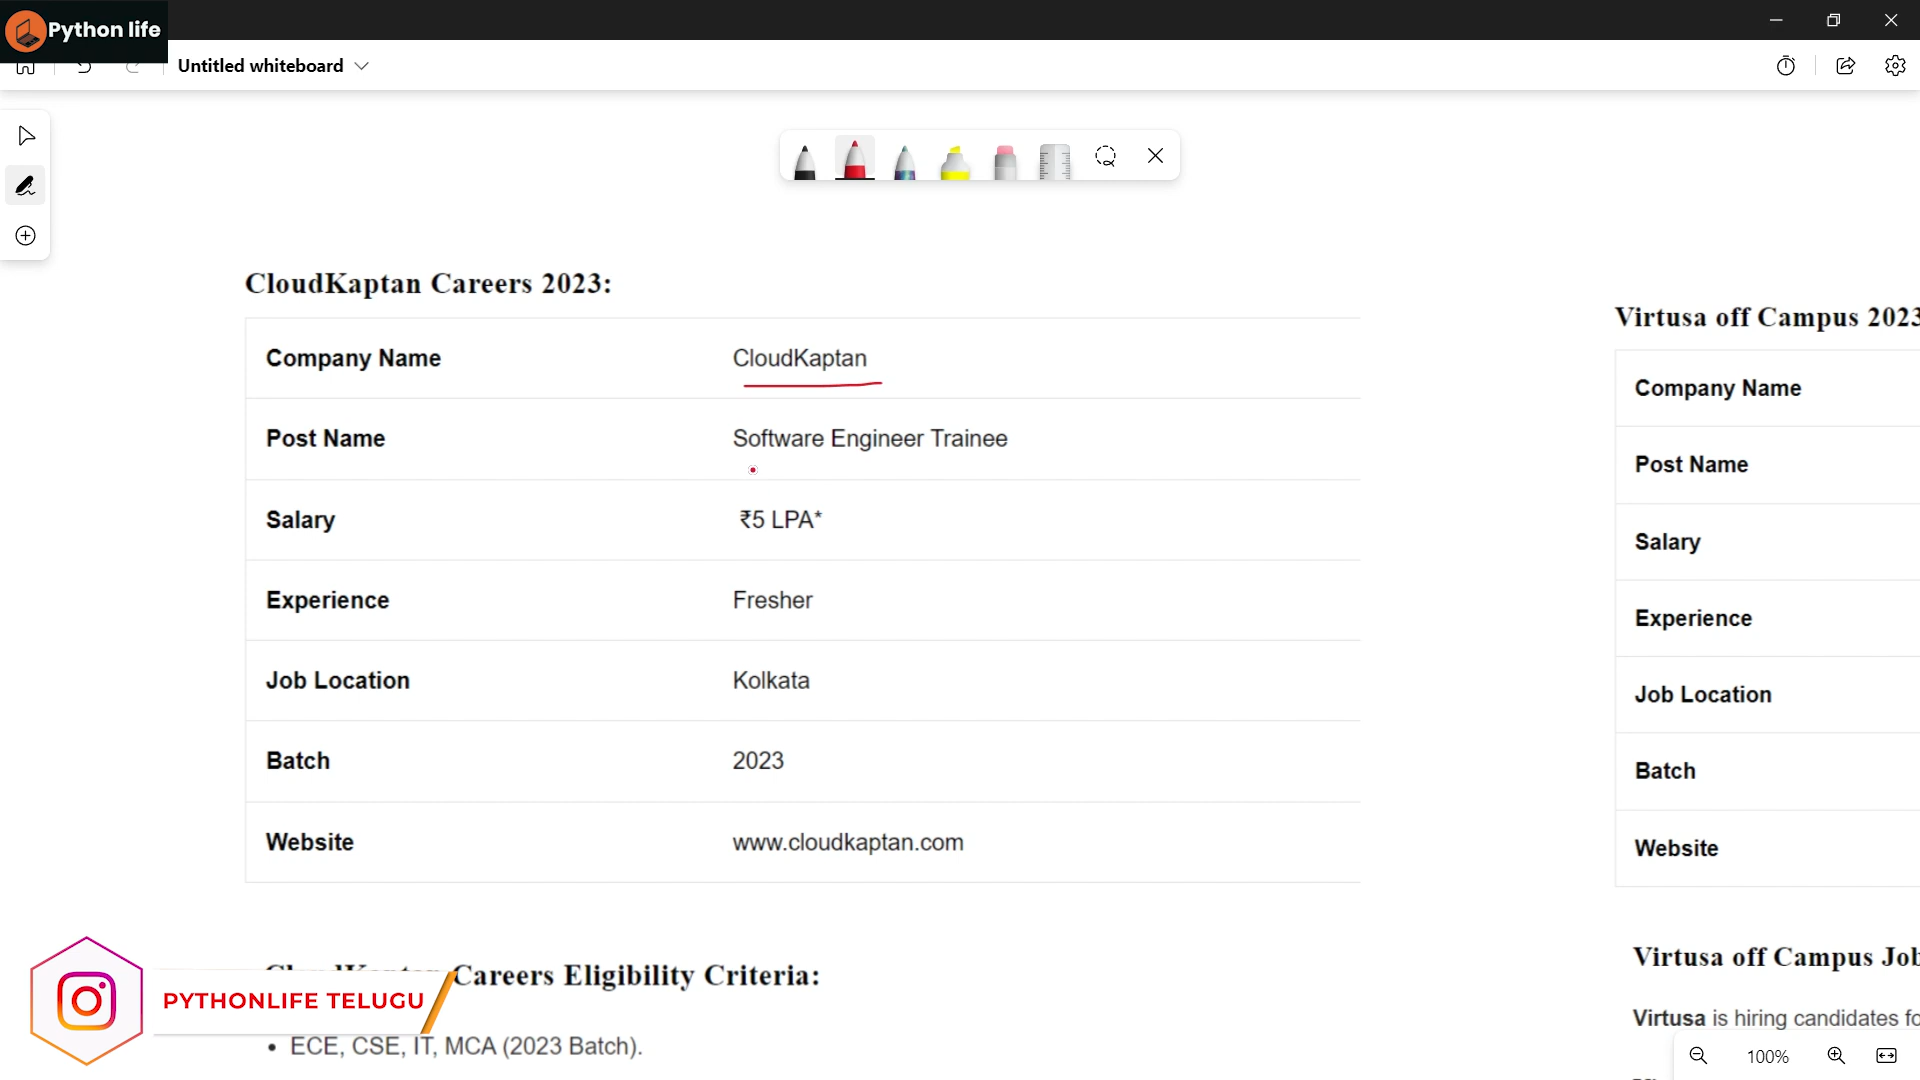 Python life
Untitled whiteboard
CloudKaptan Careers 2023:
Company Name CloudKaptan
Post Name Software Engineer Trainee
Salary ₹5 LPA*
Experience Fresher
Job Location Kolkata
Batch 2023
Website www.cloudkaptan.com
Careers Eligibility Criteria:
ECE, CSE, IT, MCA (2023 Batch).
PYTHONLIFE TELUGU
Virtusa off Campus 2023
Company Name
Post Name
Salary
Experience
Job Location
Batch
Website
Virtusa off Campus Job
Virtusa is hiring candidates fo
100%